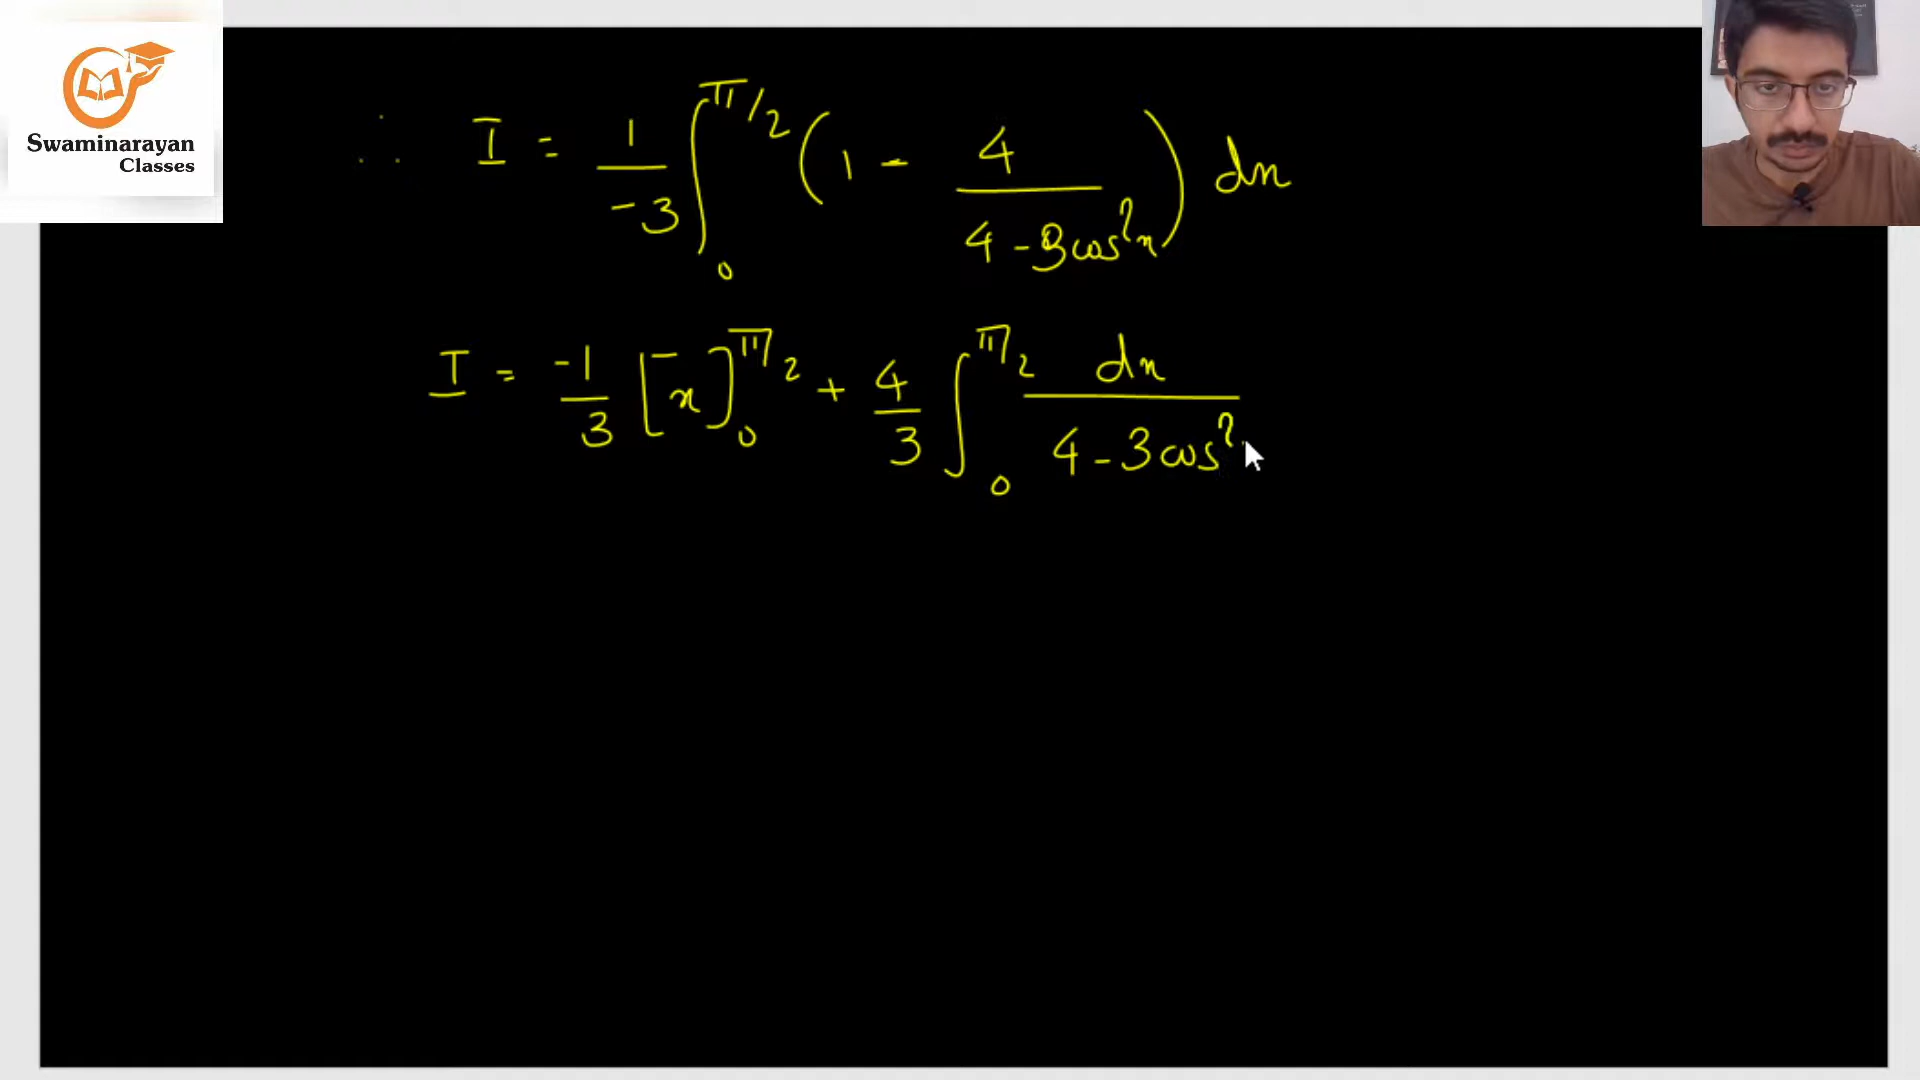 Swaminarayan
Classes
∴ I = 1/-3 ∫₀^π/2 (1 - 4/(4 - 3cos²x)) dx
I = -1/3 [x]₀^π/2 + 4/3 ∫₀^π/2 dx/(4 - 3cos²